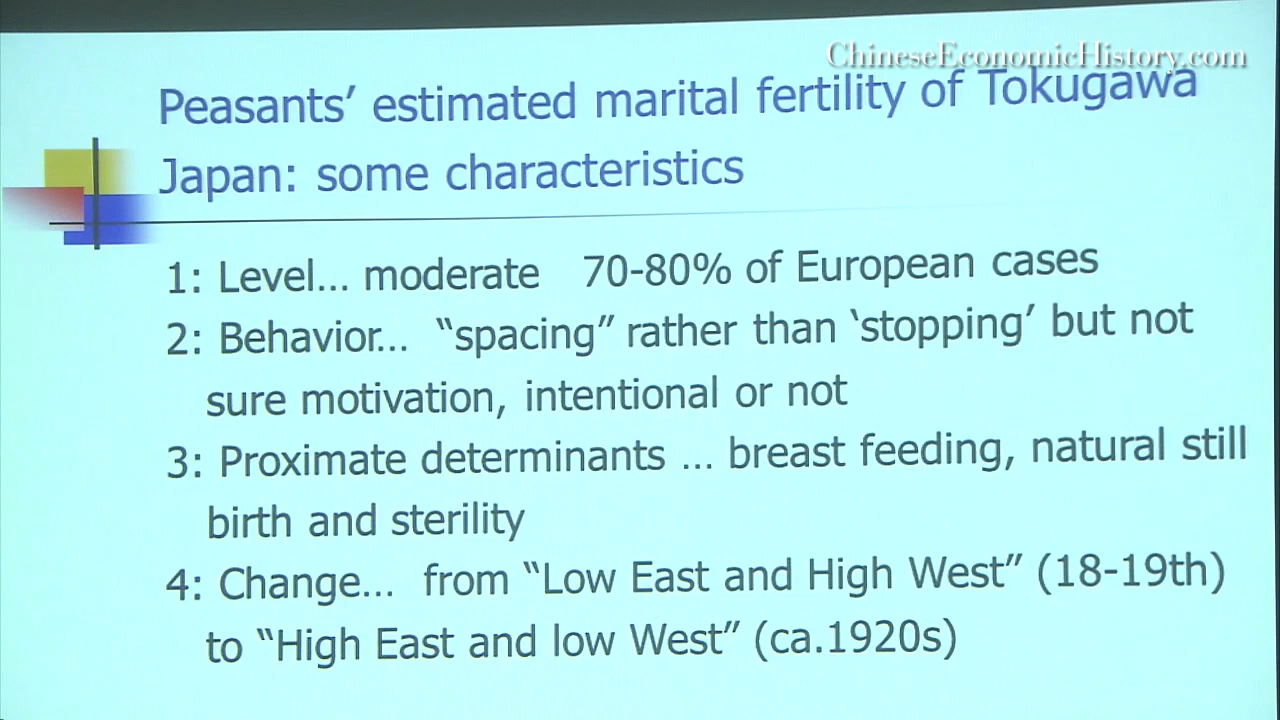 ChineseEconomicHistory.com
Peasants’ estimated marital fertility of Tokugawa
Japan: some characteristics
1: Level… moderate 70-80% of European cases
2: Behavior… “spacing” rather than ‘stopping’ but not
sure motivation, intentional or not
3: Proximate determinants … breast feeding, natural still
birth and sterility
4: Change… from “Low East and High West” (18-19th)
to “High East and low West” (ca.1920s)